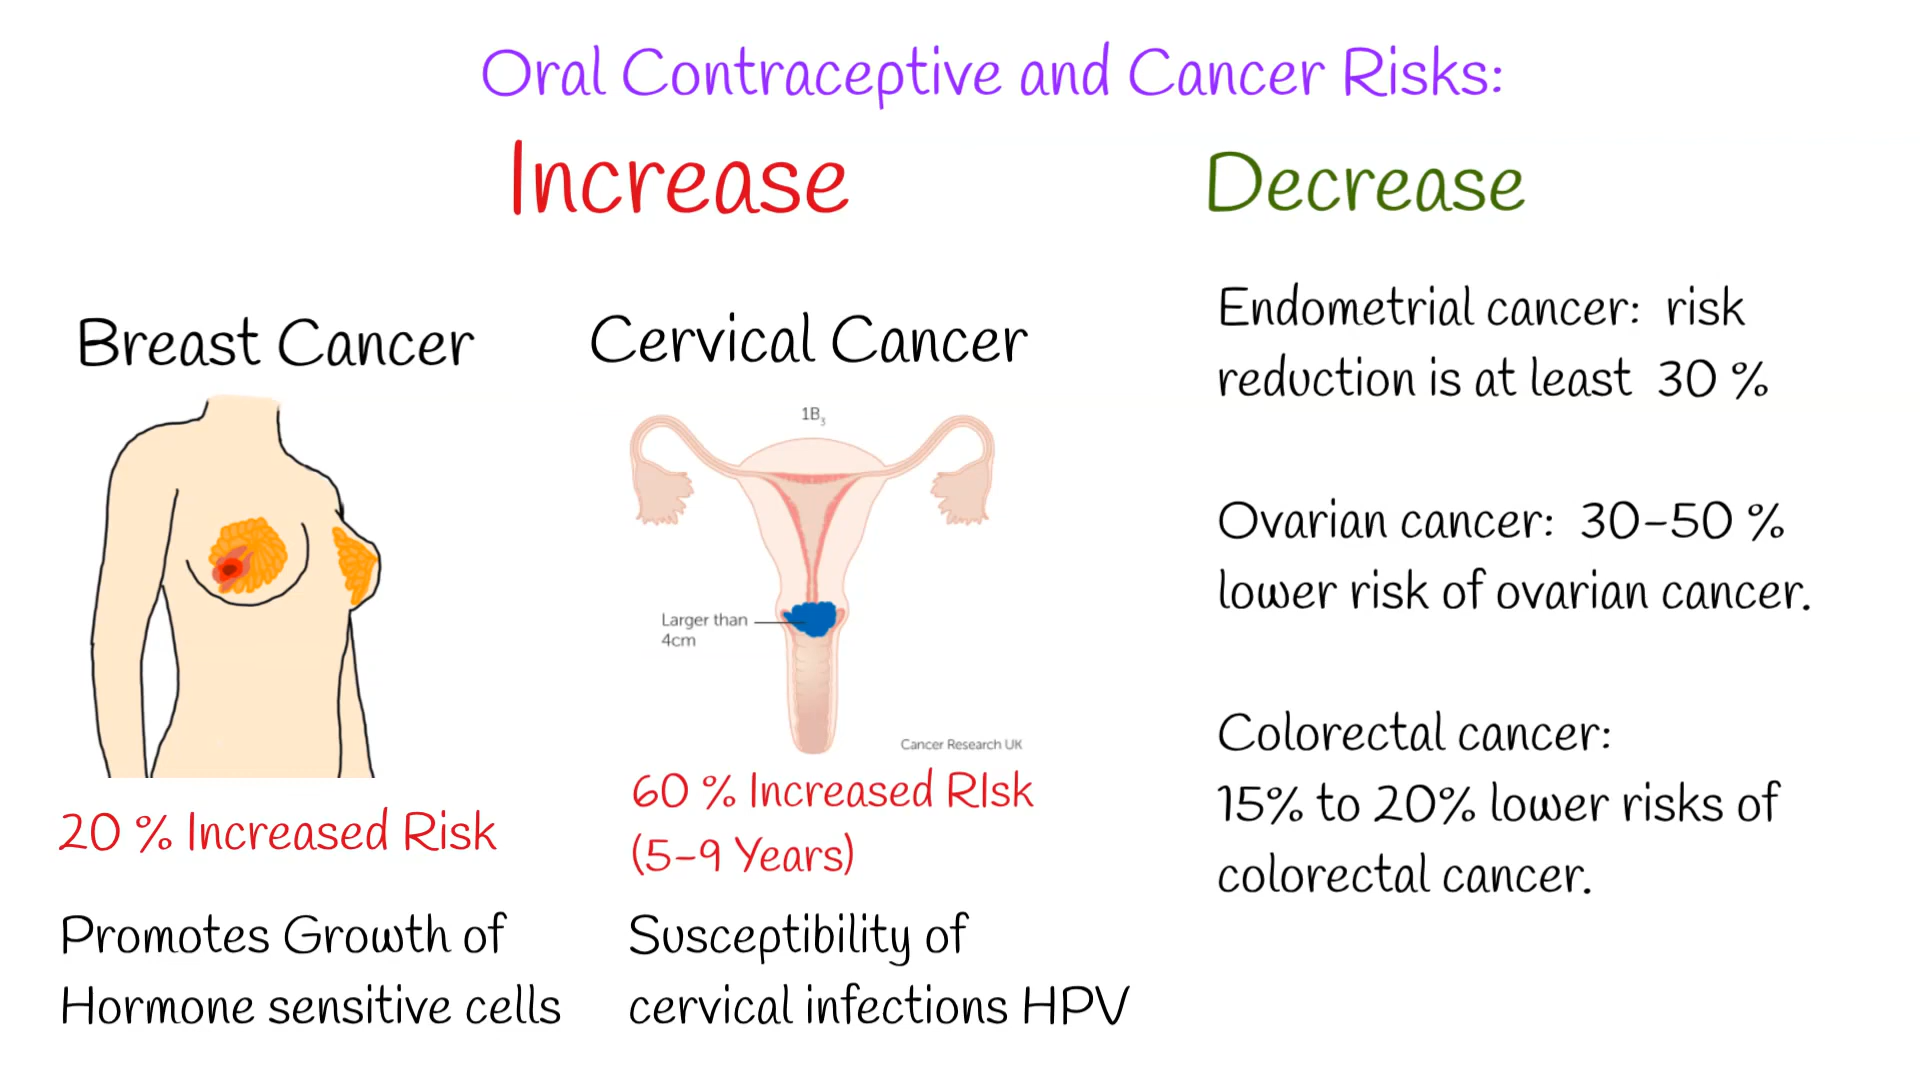 Oral Contraceptive and Cancer Risks:
Increase
Decrease
Breast Cancer
Cervical Cancer
1B3
Larger than
4cm
Cancer Research UK
20 % Increased Risk
60 % Increased RIsk
(5-9 Years)
Promotes Growth of
Hormone sensitive cells
Susceptibility of
cervical infections HPV
Endometrial cancer: risk
reduction is at least 30 %
Ovarian cancer: 30-50 %
lower risk of ovarian cancer.
Colorectal cancer:
15% to 20% lower risks of
colorectal cancer.